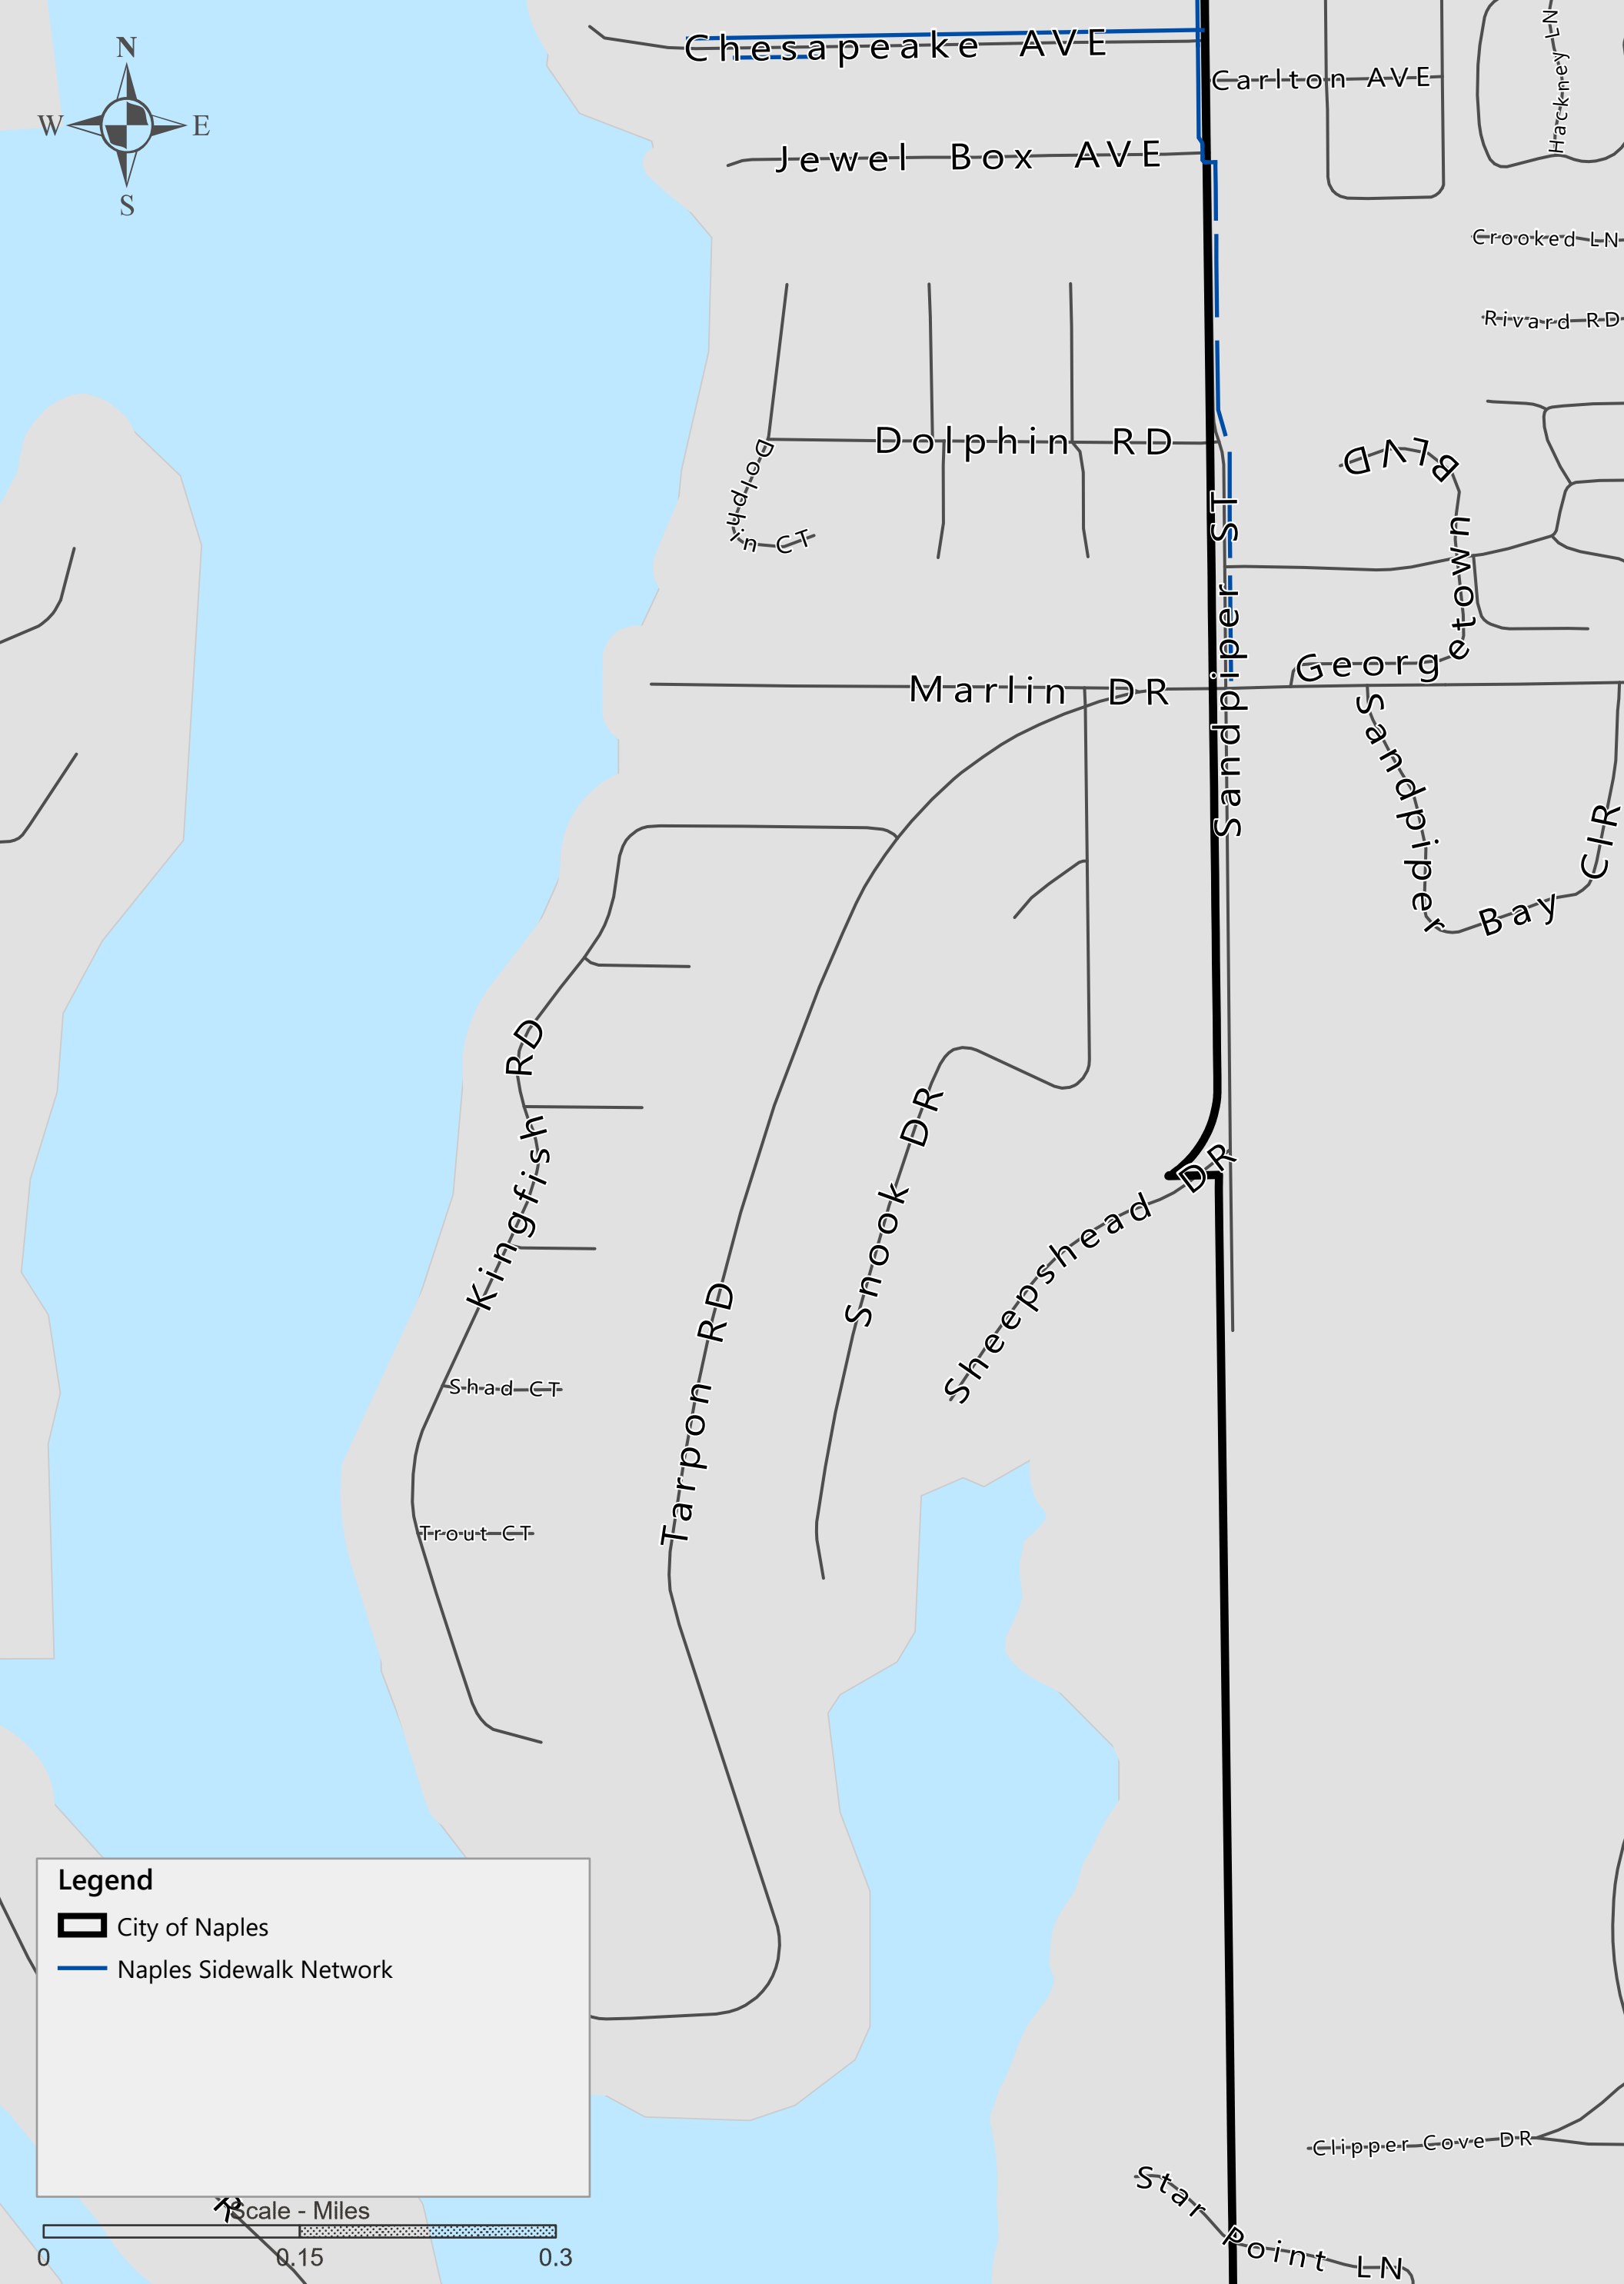 N
W E
S
Chesapeake AVE
Carlton AVE
Hackney LN
Jewel Box AVE
Crooked LN
Rivard RD
Dolphin RD
Dolphin CT
Sandpiper ST
Georgetown BLVD
Marlin DR
Sandpiper Bay CIR
Kingfish RD
Snook DR
Sheepshead DR
Tarpon RD
Shad CT
Trout CT
Legend
City of Naples
Naples Sidewalk Network
Clipper Cove DR
Star Point LN
R
Scale - Miles
0 0.15 0.3